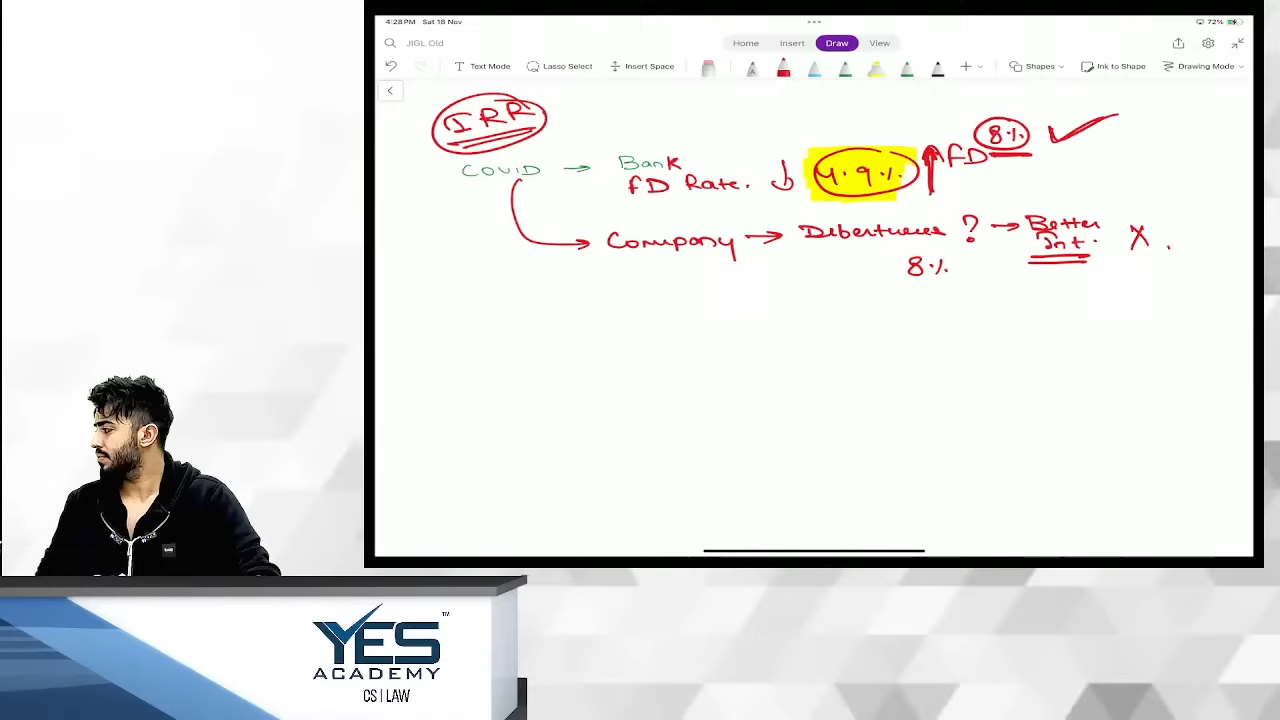 4:28 PM Sat 18 Nov
72%
JIGL Old
Home Insert Draw View
Text Mode Lasso Select Insert Space Shapes Ink to Shape Drawing Mode
IRR
COVID → Bank FD Rate. ↓ 4.9% ↑ FD 8% ✓
Company → Debentures ? → Better Int. X .
8%
YES™
ACADEMY
CS | LAW